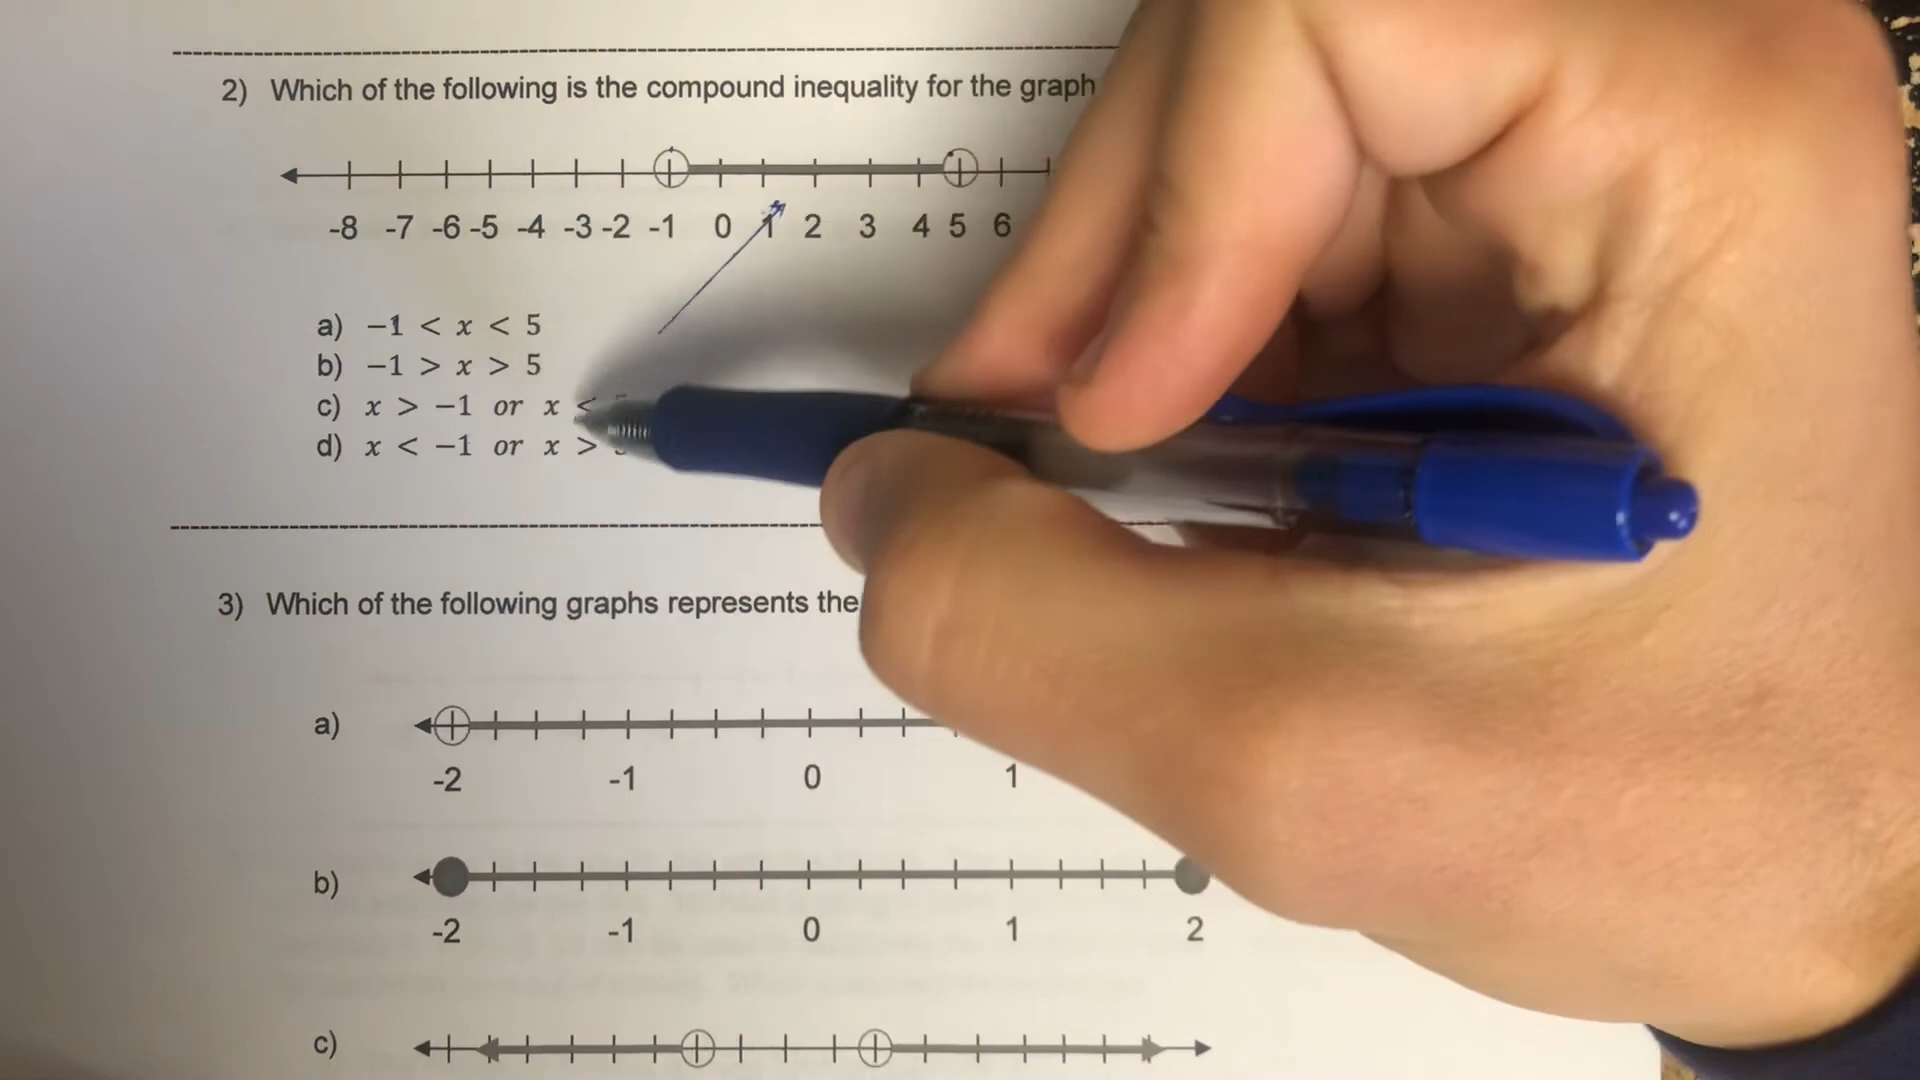 2) Which of the following is the compound inequality for the graph
-8 -7 -6 -5 -4 -3 -2 -1 0 1 2 3 4 5 6
a) −1 < x < 5
b) −1 > x > 5
c) x > −1 or x <
d) x < −1 or x >
3) Which of the following graphs represents the
a)
-2 -1 0 1
b)
-2 -1 0 1 2
c)